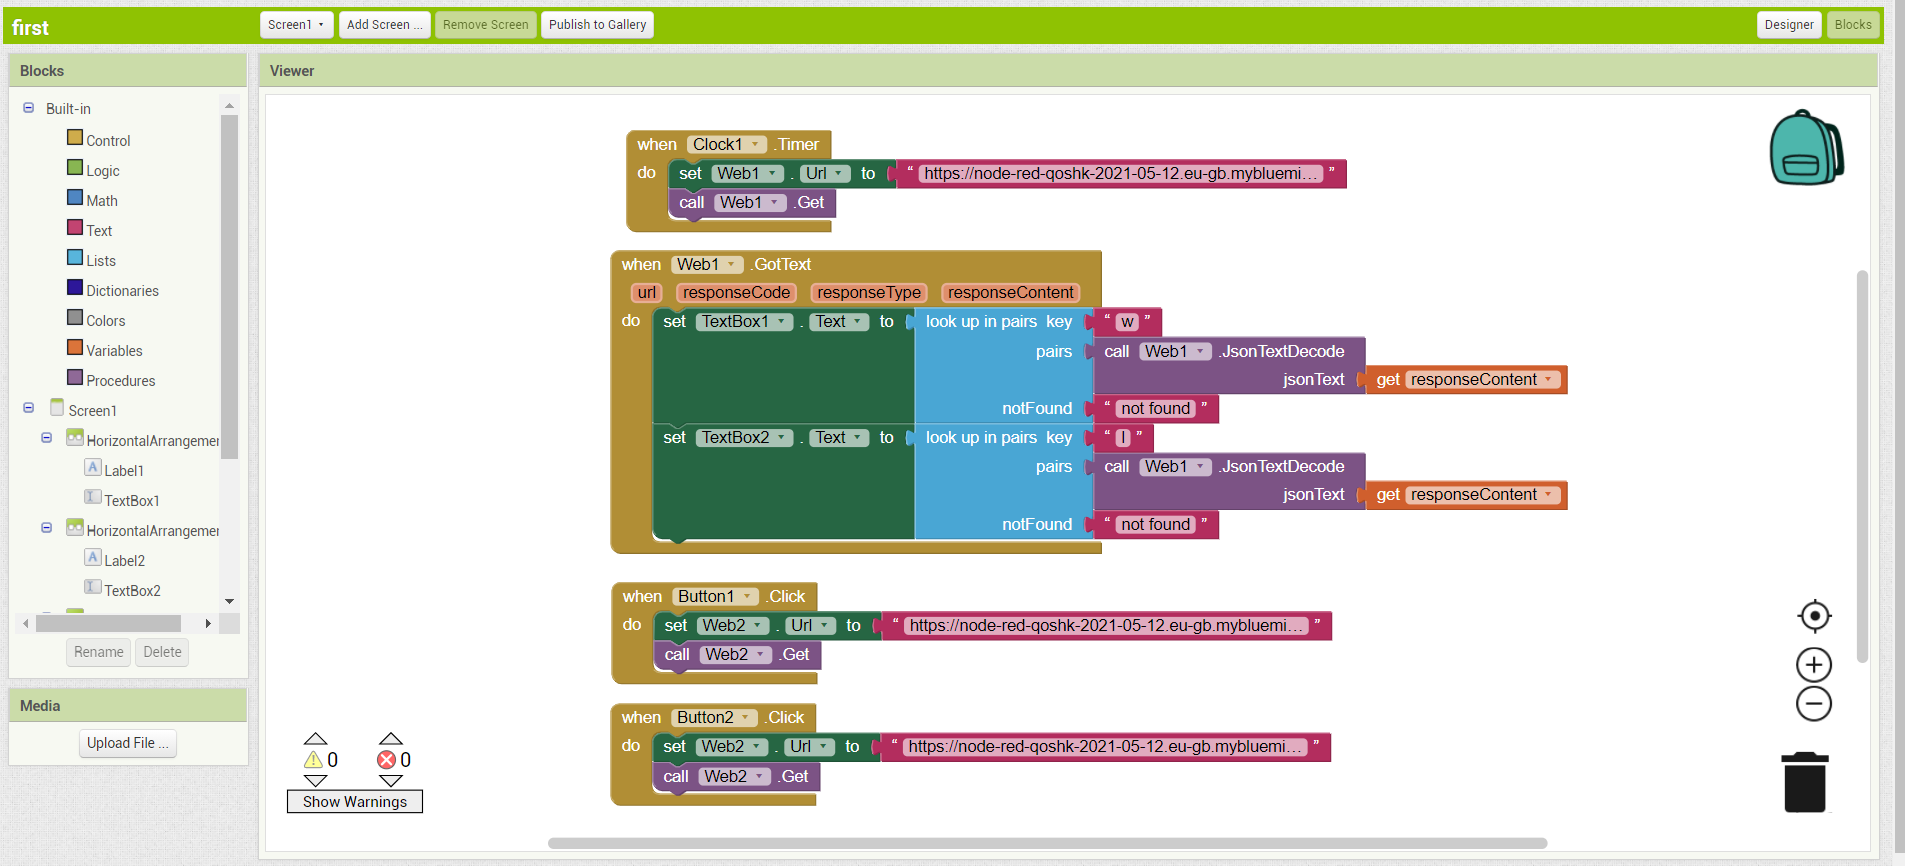 first
Screen1
Add Screen ...
Remove Screen
Publish to Gallery
Designer
Blocks
Blocks
Built-in
Control
Logic
Math
Text
Lists
Dictionaries
Colors
Variables
Procedures
Screen1
HorizontalArrangemer
Label1
TextBox1
HorizontalArrangemer
Label2
TextBox2
Rename
Delete
Media
Upload File ...
Viewer
when Clock1 .Timer
do set Web1 . Url to “ https://node-red-qoshk-2021-05-12.eu-gb.mybluemi... ”
call Web1 .Get
when Web1 .GotText
url responseCode responseType responseContent
do set TextBox1 . Text to look up in pairs key “ w ”
pairs call Web1 .JsonTextDecode
jsonText get responseContent
notFound “ not found ”
set TextBox2 . Text to look up in pairs key “ l ”
pairs call Web1 .JsonTextDecode
jsonText get responseContent
notFound “ not found ”
when Button1 .Click
do set Web2 . Url to “ https://node-red-qoshk-2021-05-12.eu-gb.mybluemi... ”
call Web2 .Get
when Button2 .Click
do set Web2 . Url to “ https://node-red-qoshk-2021-05-12.eu-gb.mybluemi... ”
call Web2 .Get
0 0
Show Warnings